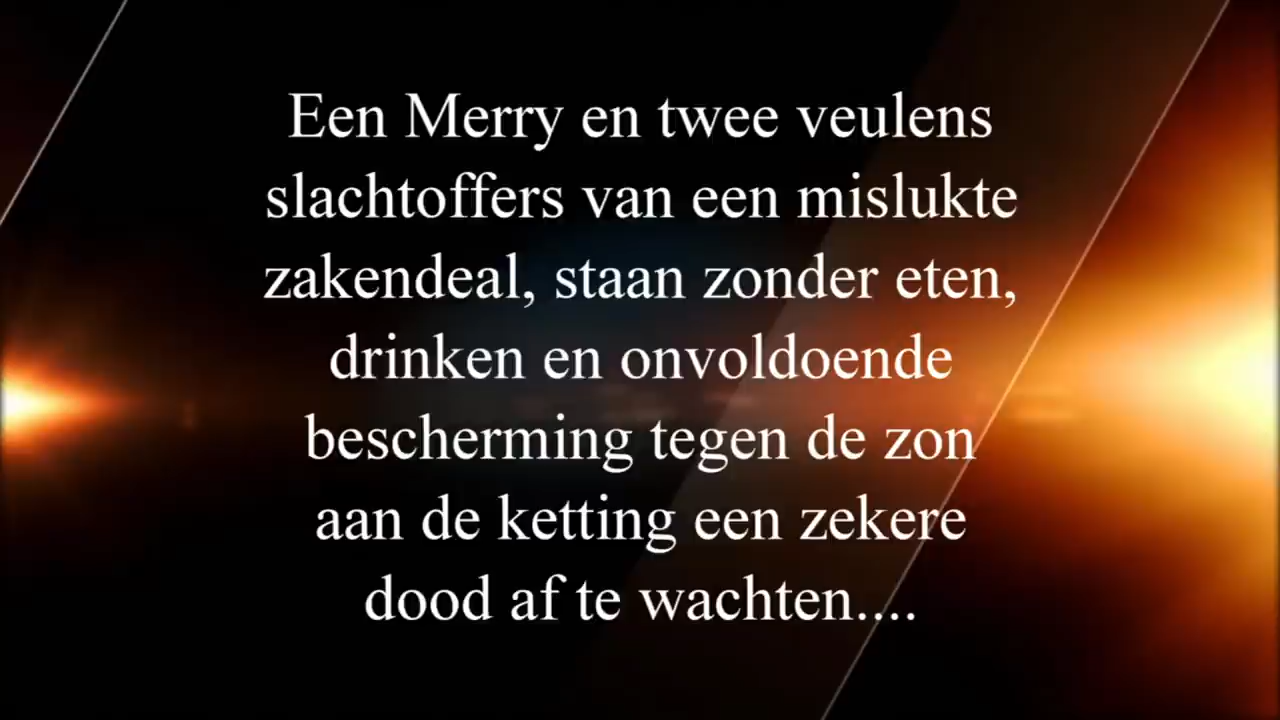 Een Merry en twee veulens
slachtoffers van een mislukte
zakendeal, staan zonder eten,
drinken en onvoldoende
bescherming tegen de zon
aan de ketting een zekere
dood af te wachten....